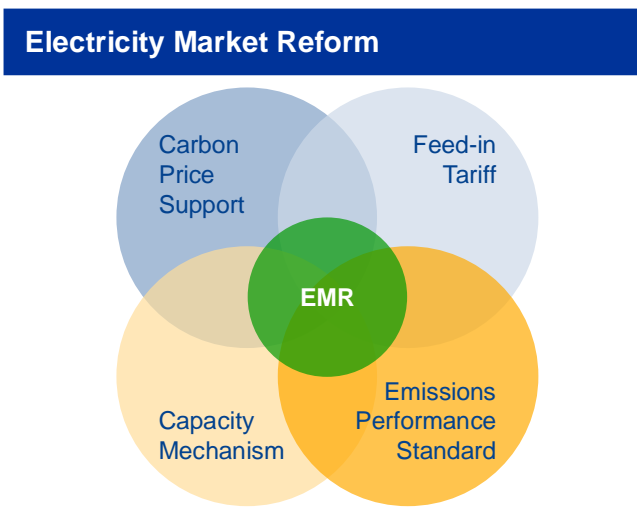 Electricity Market Reform
Carbon
Price
Support
Feed-in
Tariff
EMR
Capacity
Mechanism
Emissions
Performance
Standard